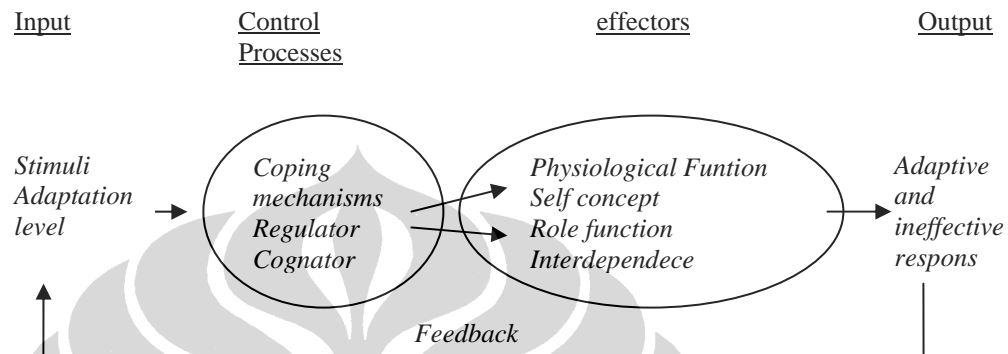 Input
Control
Processes
effectors
Output
Stimuli
Adaptation
level
Coping
mechanisms
Regulator
Cognator
Physiological Funtion
Self concept
Role function
Interdependece
Adaptive
and
ineffective
respons
Feedback